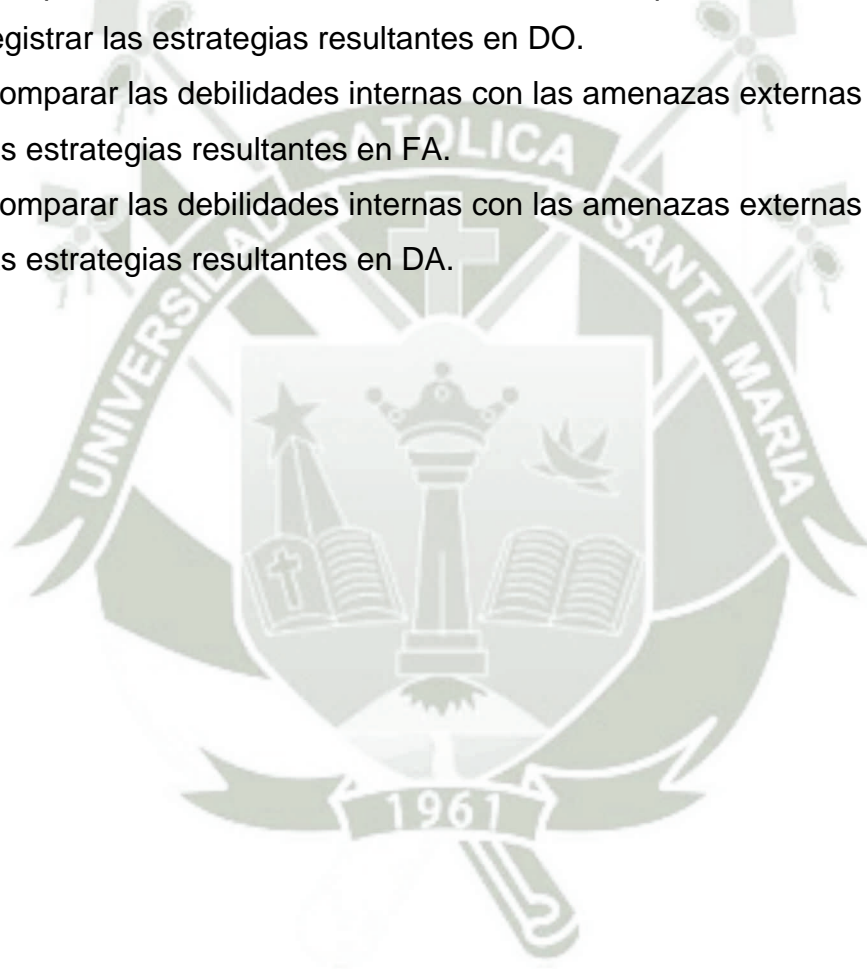 egistrar las estrategias resultantes en DO.
omparar las debilidades internas con las amenazas externas
s estrategias resultantes en FA.
omparar las debilidades internas con las amenazas externas
s estrategias resultantes en DA.
UNIVERSIDAD CATOLICA SANTA MARIA
1961